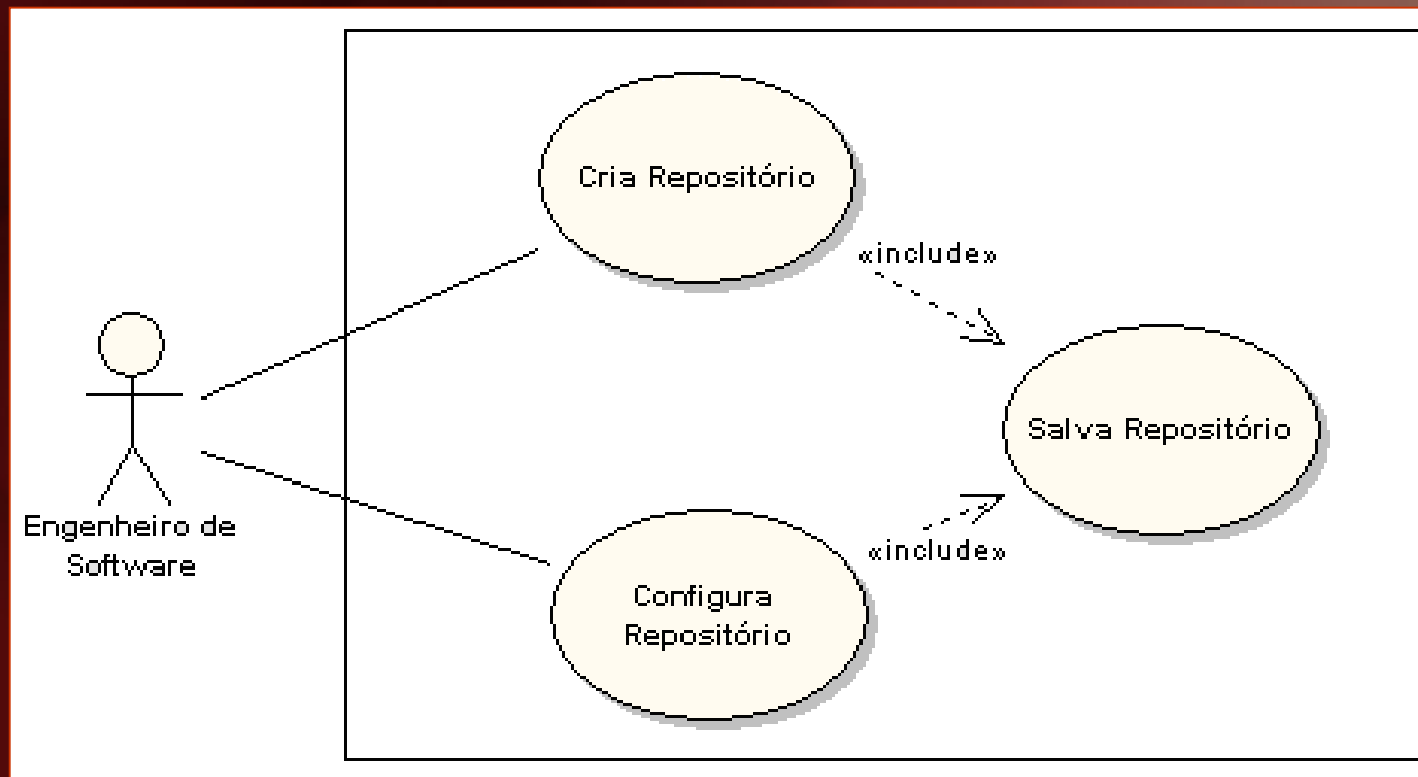 Cria Repositório
«include»
Salva Repositório
Engenheiro de
Software
«include»
Configura
Repositório